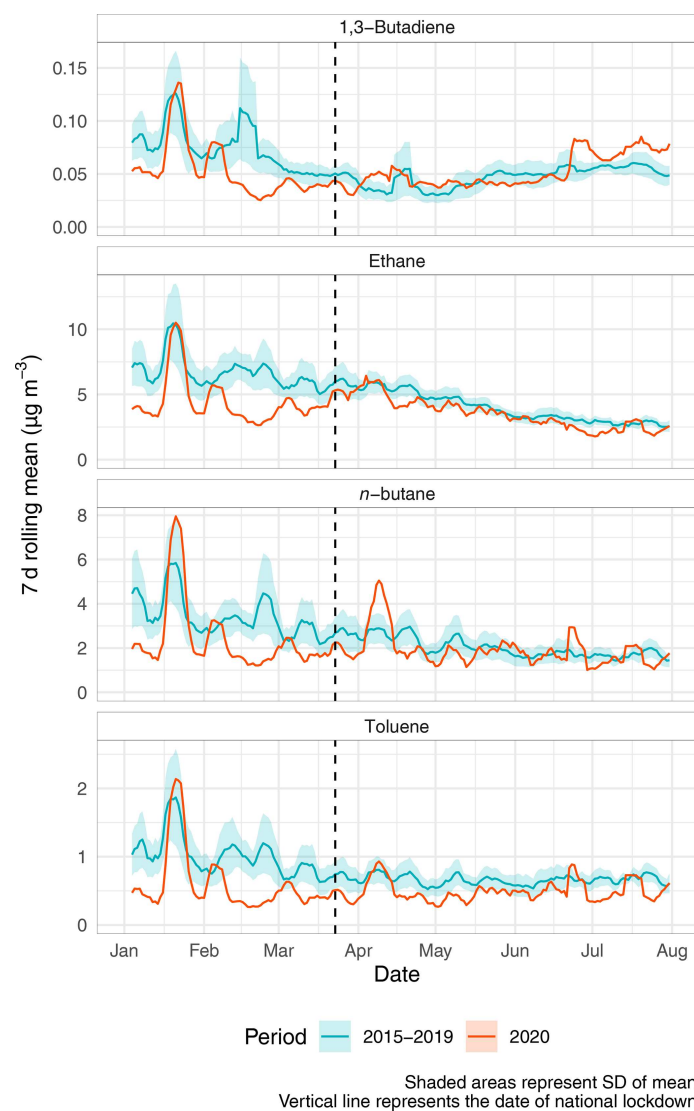 1,3−Butadiene
0.15
0.10
0.05
0.00
Ethane
10
5
0
n−butane
8
6
4
2
0
Toluene
2
1
0
7 d rolling mean (µg m−3)
Jan Feb Mar Apr May Jun Jul Aug
Date
Period 2015−2019 2020
Shaded areas represent SD of mean
Vertical line represents the date of national lockdown